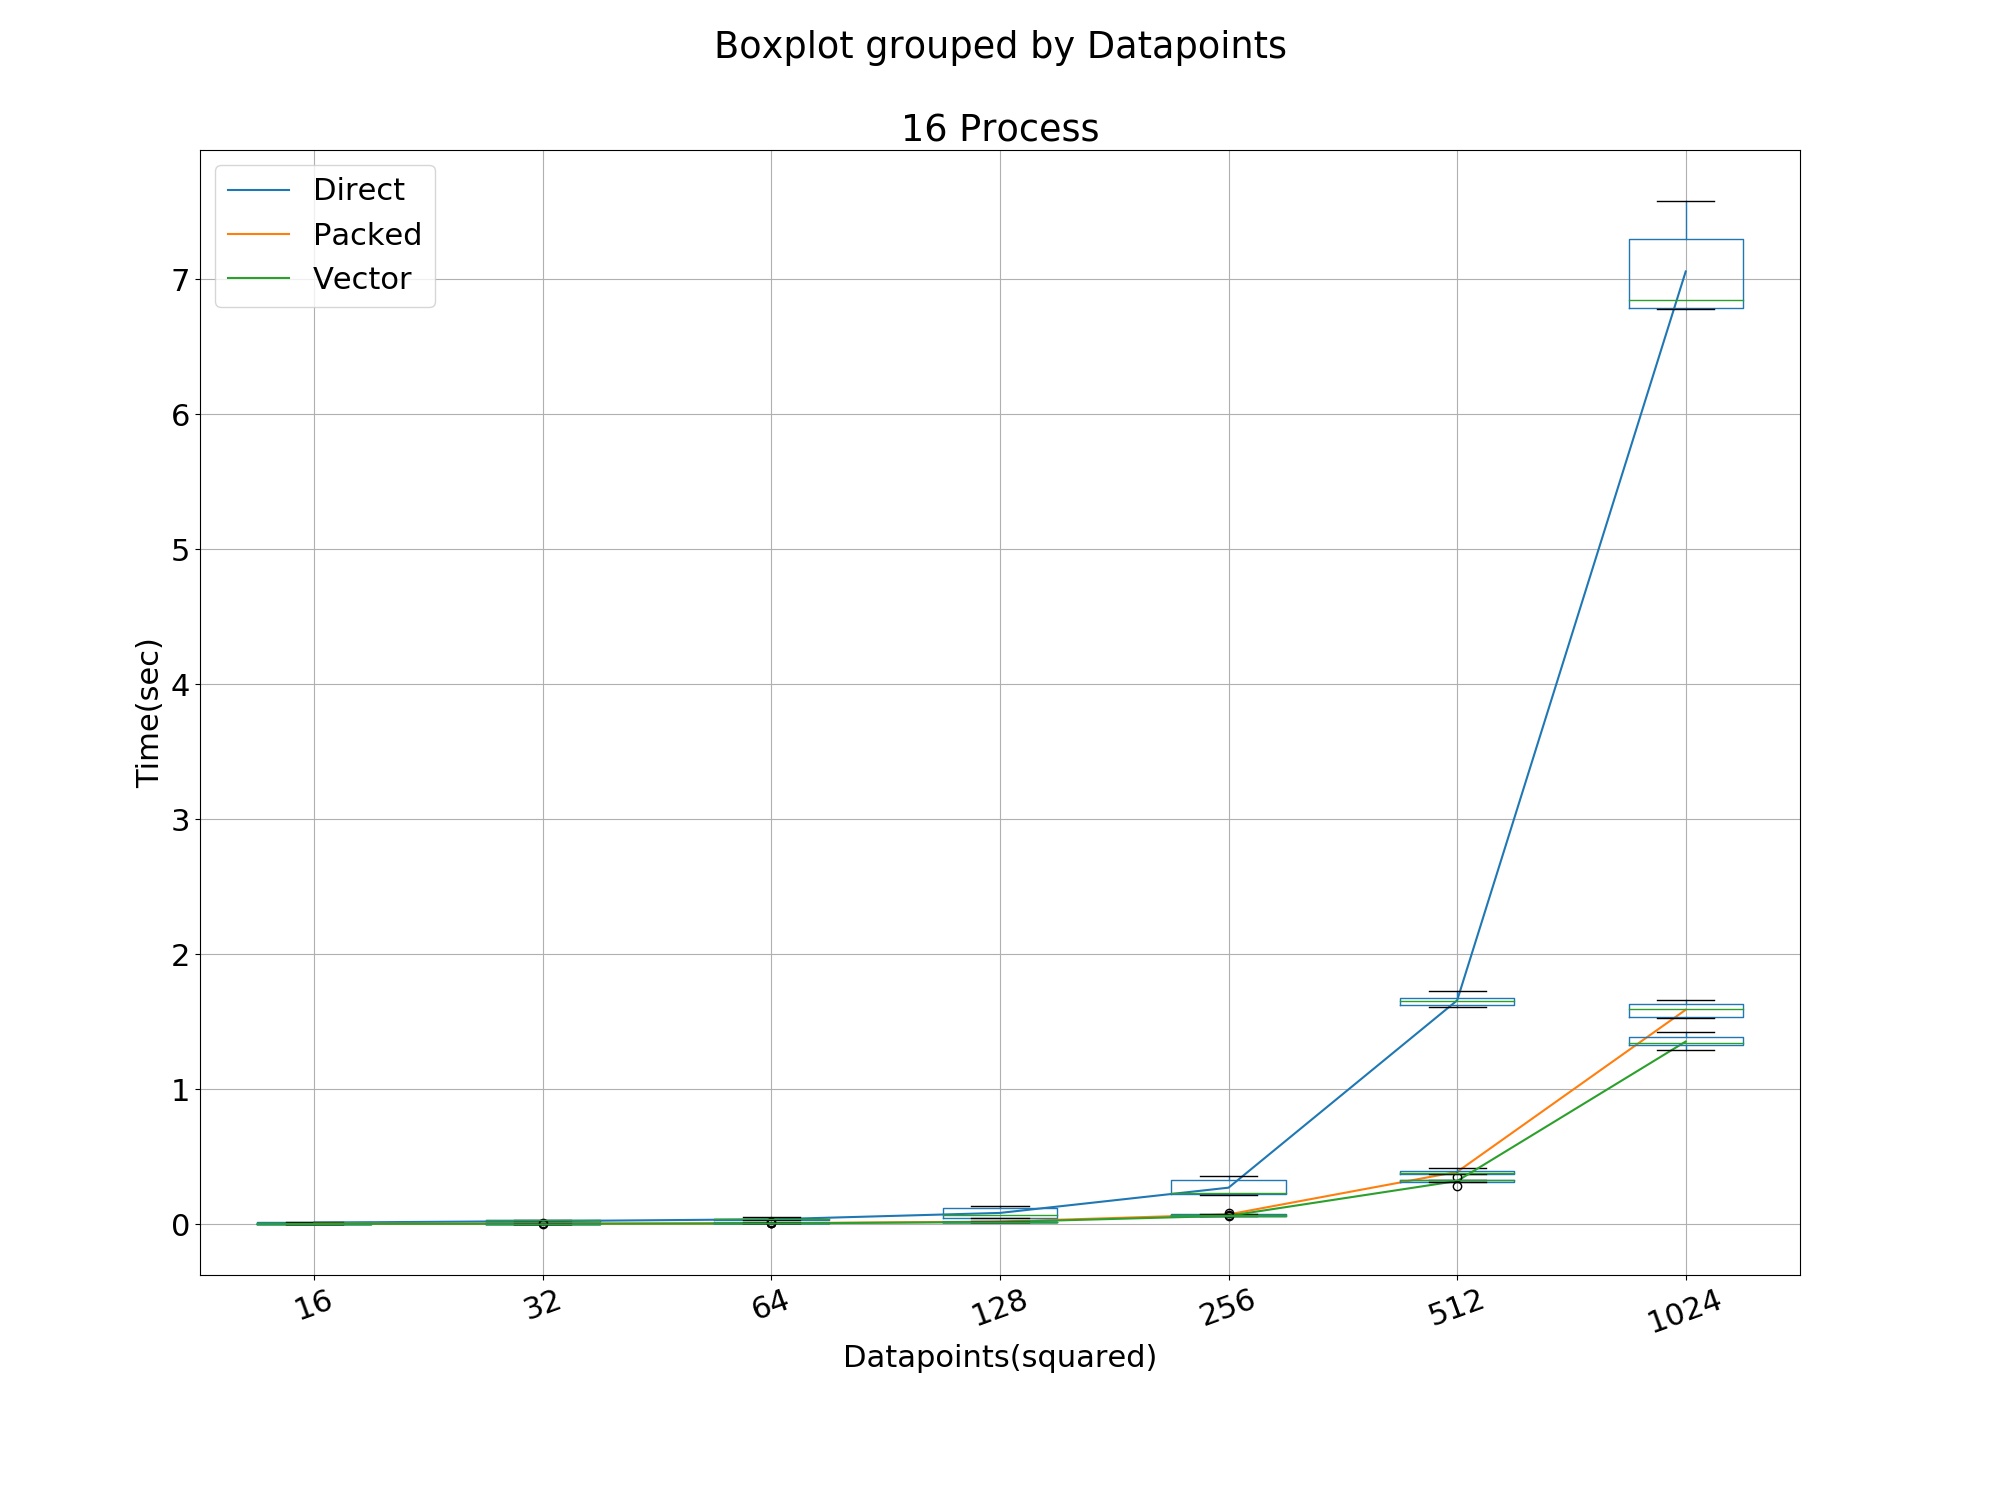 Boxplot grouped by Datapoints
16 Process
Direct
Packed
Vector
7
6
5
4
3
2
1
0
Time(sec)
16 32 64 128 256 512 1024
Datapoints(squared)